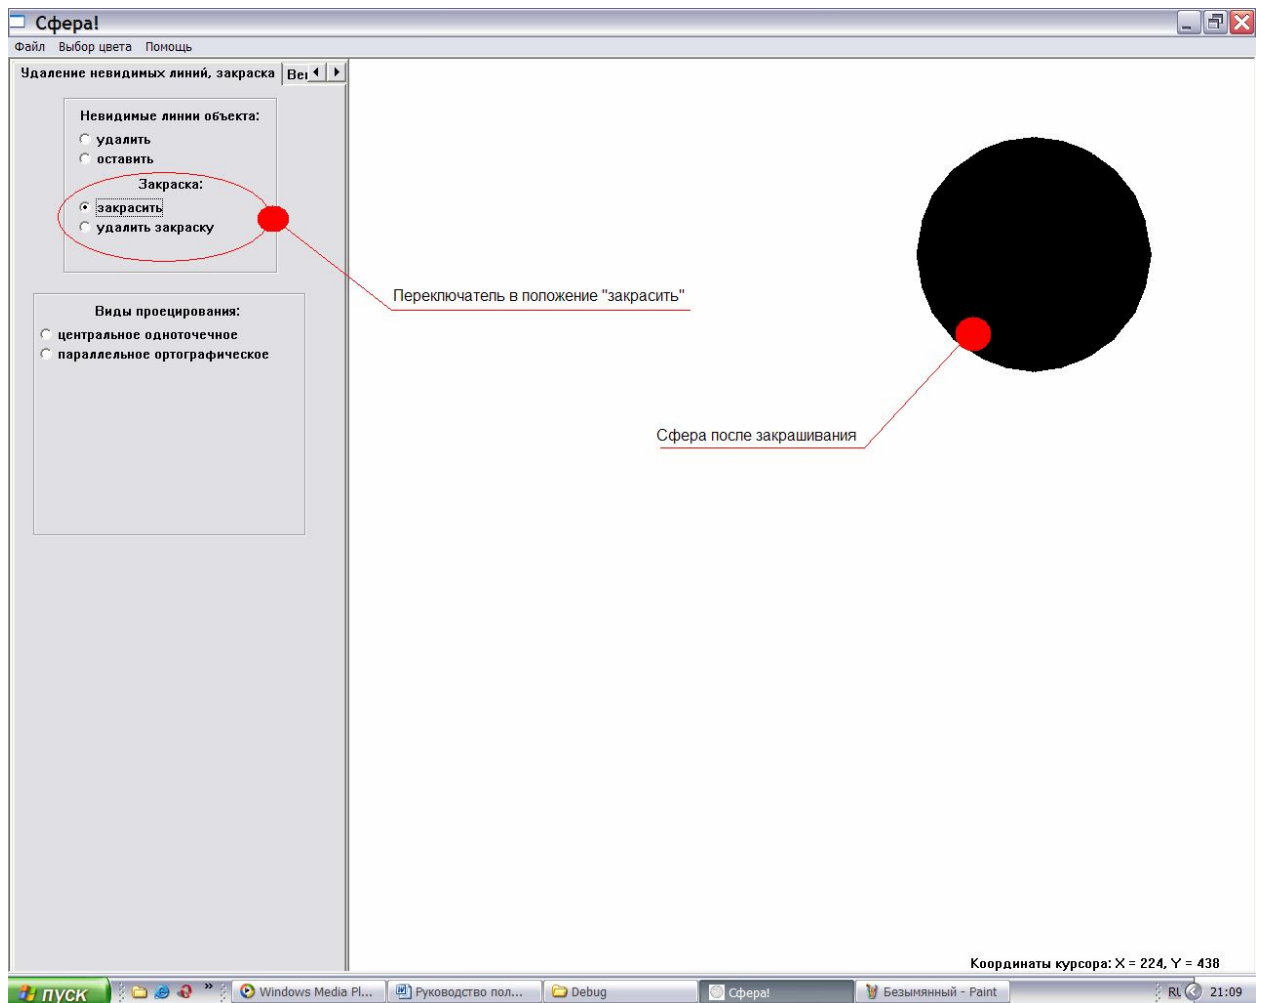 Сфера!
Файл Выбор цвета Помощь
Удаление невидимых линий, закраска
Невидимые линии объекта:
удалить
оставить
Закраска:
закрасить
удалить закраску
Переключатель в положение "закрасить"
Виды проецирования:
центральное одноточечное
параллельное ортографическое
Сфера после закрашивания
Координаты курсора: X = 224, Y = 438
пуск » Windows Media Pl... Руководство пол... Debug Сфера! Безымянный - Paint RL 21:09